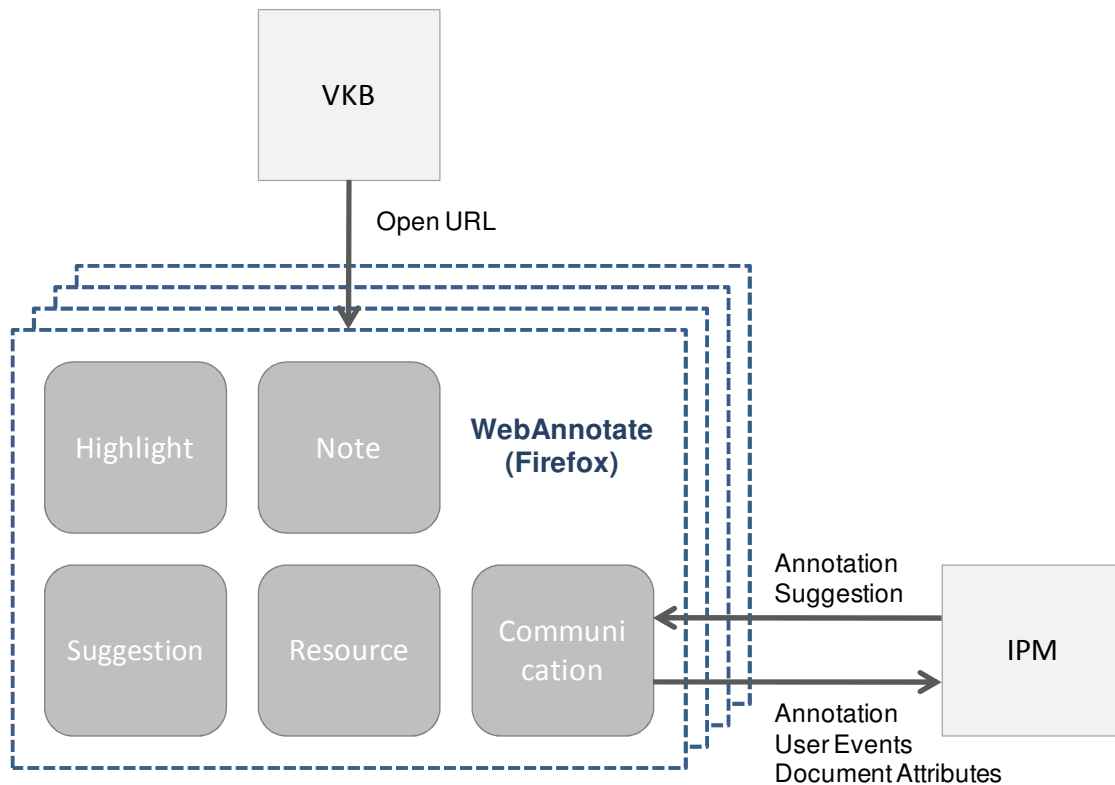 VKB
Open URL
Highlight
Note
WebAnnotate
(Firefox)
Suggestion
Resource
Communi
cation
Annotation
Suggestion
IPM
Annotation
User Events
Document Attributes